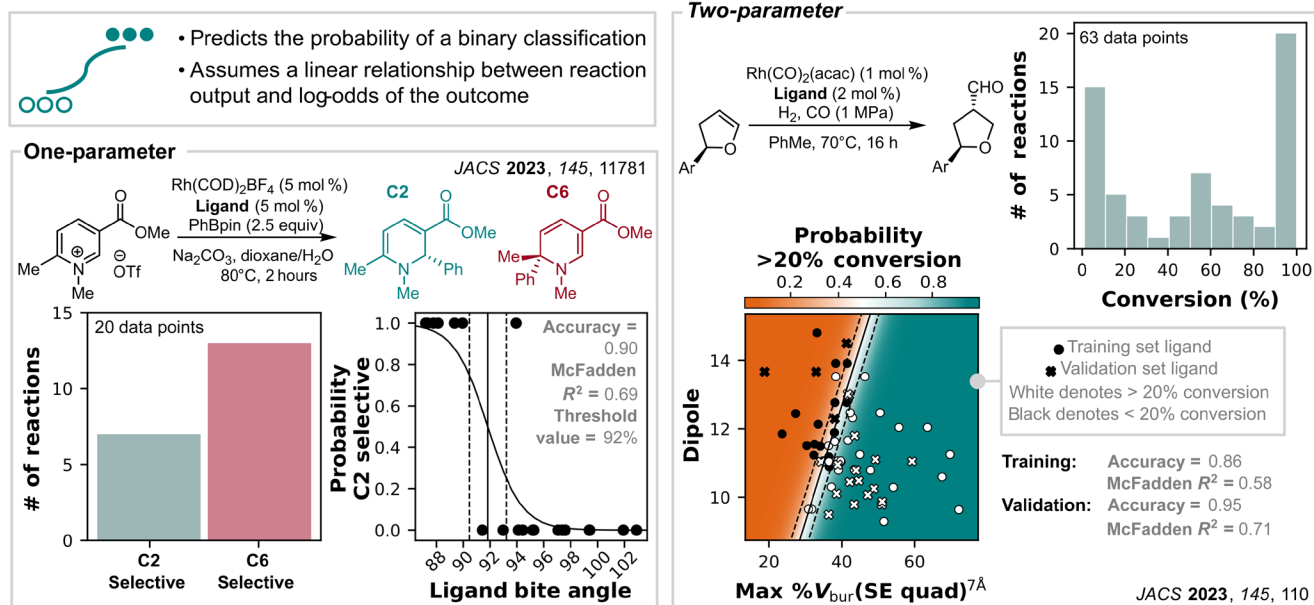 • Predicts the probability of a binary classification
• Assumes a linear relationship between reaction
output and log-odds of the outcome
One-parameter
JACS 2023, 145, 11781
Rh(COD)2BF4 (5 mol %)
Ligand (5 mol %)
PhBpin (2.5 equiv)
Na2CO3, dioxane/H2O
80°C, 2 hours
O
OMe
⊕
N
Me
Me
⊖
OTf
C2
O
OMe
Me
N
Ph
Me
C6
O
OMe
Me
Ph
N
Me
20 data points
# of reactions
15
10
5
0
C2
Selective
C6
Selective
Probability
C2 selective
1.0
0.8
0.6
0.4
0.2
0.0
Accuracy =
0.90
McFadden
R2 = 0.69
Threshold
value = 92%
88
90
92
94
96
98
100
102
Ligand bite angle
Two-parameter
Rh(CO)2(acac) (1 mol %)
Ligand (2 mol %)
H2, CO (1 MPa)
PhMe, 70°C, 16 h
Ar
O
CHO
Ar
O
63 data points
# of reactions
20
15
10
5
0
0
20
40
60
80
100
Conversion (%)
Probability
>20% conversion
0.2
0.4
0.6
0.8
Dipole
14
12
10
20
40
60
Max %Vbur(SE quad)7Å
Training set ligand
Validation set ligand
White denotes > 20% conversion
Black denotes < 20% conversion
Training: Accuracy = 0.86
McFadden R2 = 0.58
Validation: Accuracy = 0.95
McFadden R2 = 0.71
JACS 2023, 145, 110